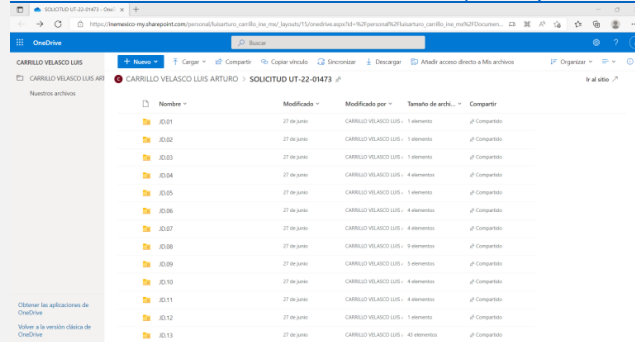 SOLICITUD UT-22-01473 - OneD
https://inemexico-my.sharepoint.com/personal/luisarturo_carrillo_ine_mx/_layouts/15/onedrive.aspx?id=%2Fpersonal%2Fluisarturo_carrillo_ine_mx%2FDocumen...
OneDrive
Buscar
CARRILLO VELASCO LUIS
+ Nuevo Cargar Compartir Copiar vínculo Sincronizar Descargar Añadir acceso directo a Mis archivos Organizar
CARRILLO VELASCO LUIS ART
C CARRILLO VELASCO LUIS ARTURO > SOLICITUD UT-22-01473
Ir al sitio
Nuestros archivos
Nombre Modificado Modificado por Tamaño de archi... Compartir
JD.01 27 de junio CARRILLO VELASCO LUIS 1 elemento Compartido
JD.02 27 de junio CARRILLO VELASCO LUIS 1 elemento Compartido
JD.03 27 de junio CARRILLO VELASCO LUIS 1 elemento Compartido
JD.04 27 de junio CARRILLO VELASCO LUIS 4 elementos Compartido
JD.05 27 de junio CARRILLO VELASCO LUIS 1 elemento Compartido
JD.06 27 de junio CARRILLO VELASCO LUIS 4 elementos Compartido
JD.07 27 de junio CARRILLO VELASCO LUIS 4 elementos Compartido
JD.08 27 de junio CARRILLO VELASCO LUIS 9 elementos Compartido
JD.09 27 de junio CARRILLO VELASCO LUIS 5 elementos Compartido
JD.10 27 de junio CARRILLO VELASCO LUIS 4 elementos Compartido
JD.11 27 de junio CARRILLO VELASCO LUIS 4 elementos Compartido
JD.12 27 de junio CARRILLO VELASCO LUIS 1 elemento Compartido
JD.13 27 de junio CARRILLO VELASCO LUIS 43 elementos Compartido
Obtener las aplicaciones de
OneDrive
Volver a la versión clásica de
OneDrive